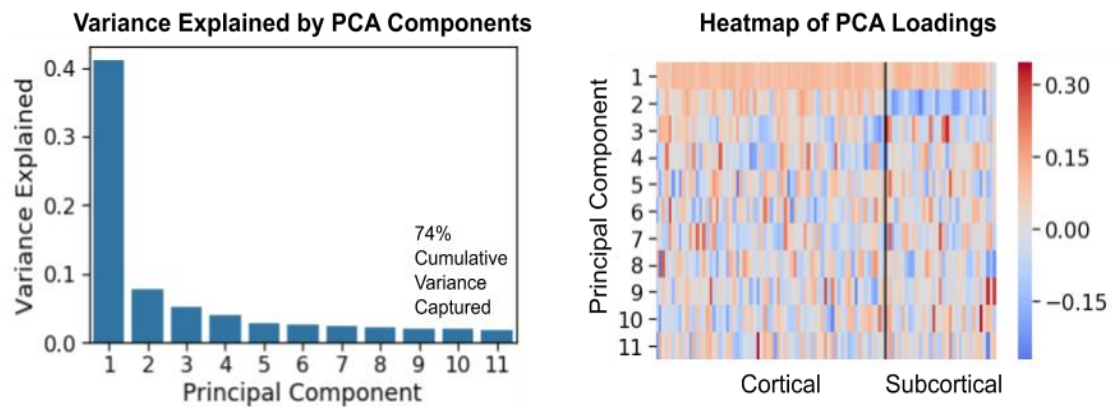 Variance Explained by PCA Components
Variance Explained
0.4
0.3
0.2
0.1
0.0
74%
Cumulative
Variance
Captured
1 2 3 4 5 6 7 8 9 10 11
Principal Component
Heatmap of PCA Loadings
Principal Component
1
2
3
4
5
6
7
8
9
10
11
Cortical Subcortical
0.30
0.15
0.00
−0.15